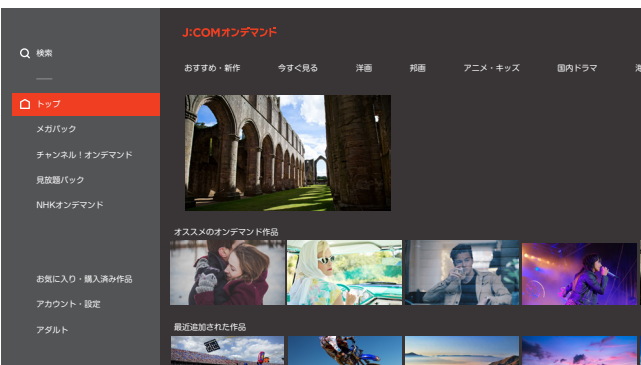 J:COMオンデマンド
検索
おすすめ・新作 今すぐ見る 洋画 邦画 アニメ・キッズ 国内ドラマ
トップ
メガパック
チャンネル！オンデマンド
見放題パック
NHKオンデマンド
オススメのオンデマンド作品
お気に入り・購入済み作品
アカウント・設定
最近追加された作品
アダルト